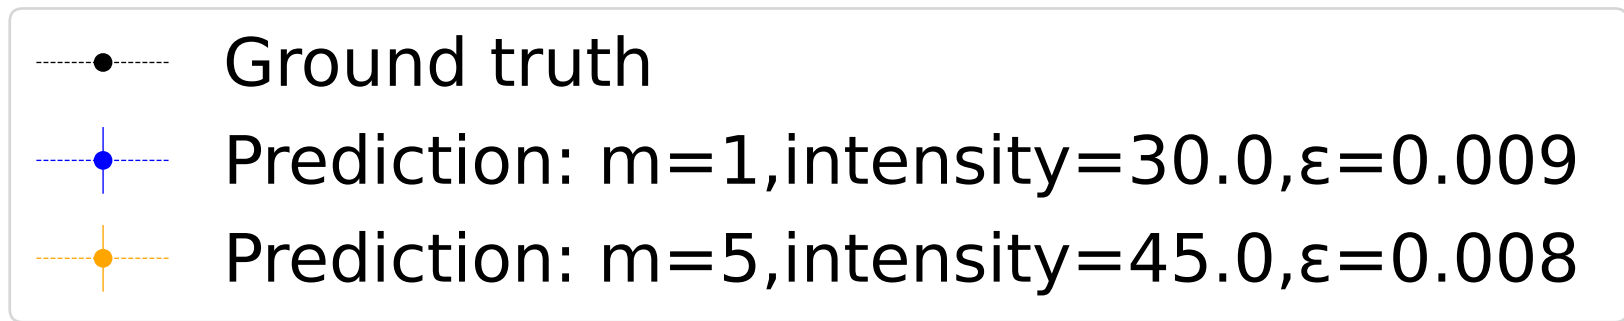 Ground truth
Prediction: m=1,intensity=30.0,ε=0.009
Prediction: m=5,intensity=45.0,ε=0.008